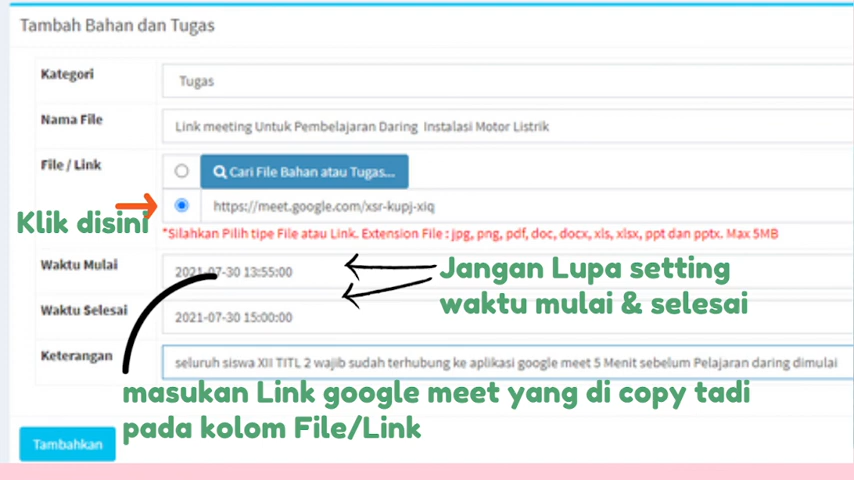 Tambah Bahan dan Tugas
Kategori
Tugas
Nama File
Link meeting Untuk Pembelajaran Daring Instalasi Motor Listrik
File / Link
Cari File Bahan atau Tugas...
https://meet.google.com/xsr-kupj-xiq
Klik disini
*Silahkan Pilih tipe File atau Link. Extension File : jpg, png, pdf, doc, docx, xls, xlsx, ppt dan pptx. Max 5MB
Waktu Mulai
2021-07-30 13:55:00
Jangan Lupa setting
waktu mulai & selesai
Waktu Selesai
2021-07-30 15:00:00
Keterangan
seluruh siswa XII TITL 2 wajib sudah terhubung ke aplikasi google meet 5 Menit sebelum Pelajaran daring dimulai
masukan Link google meet yang di copy tadi
pada kolom File/Link
Tambahkan